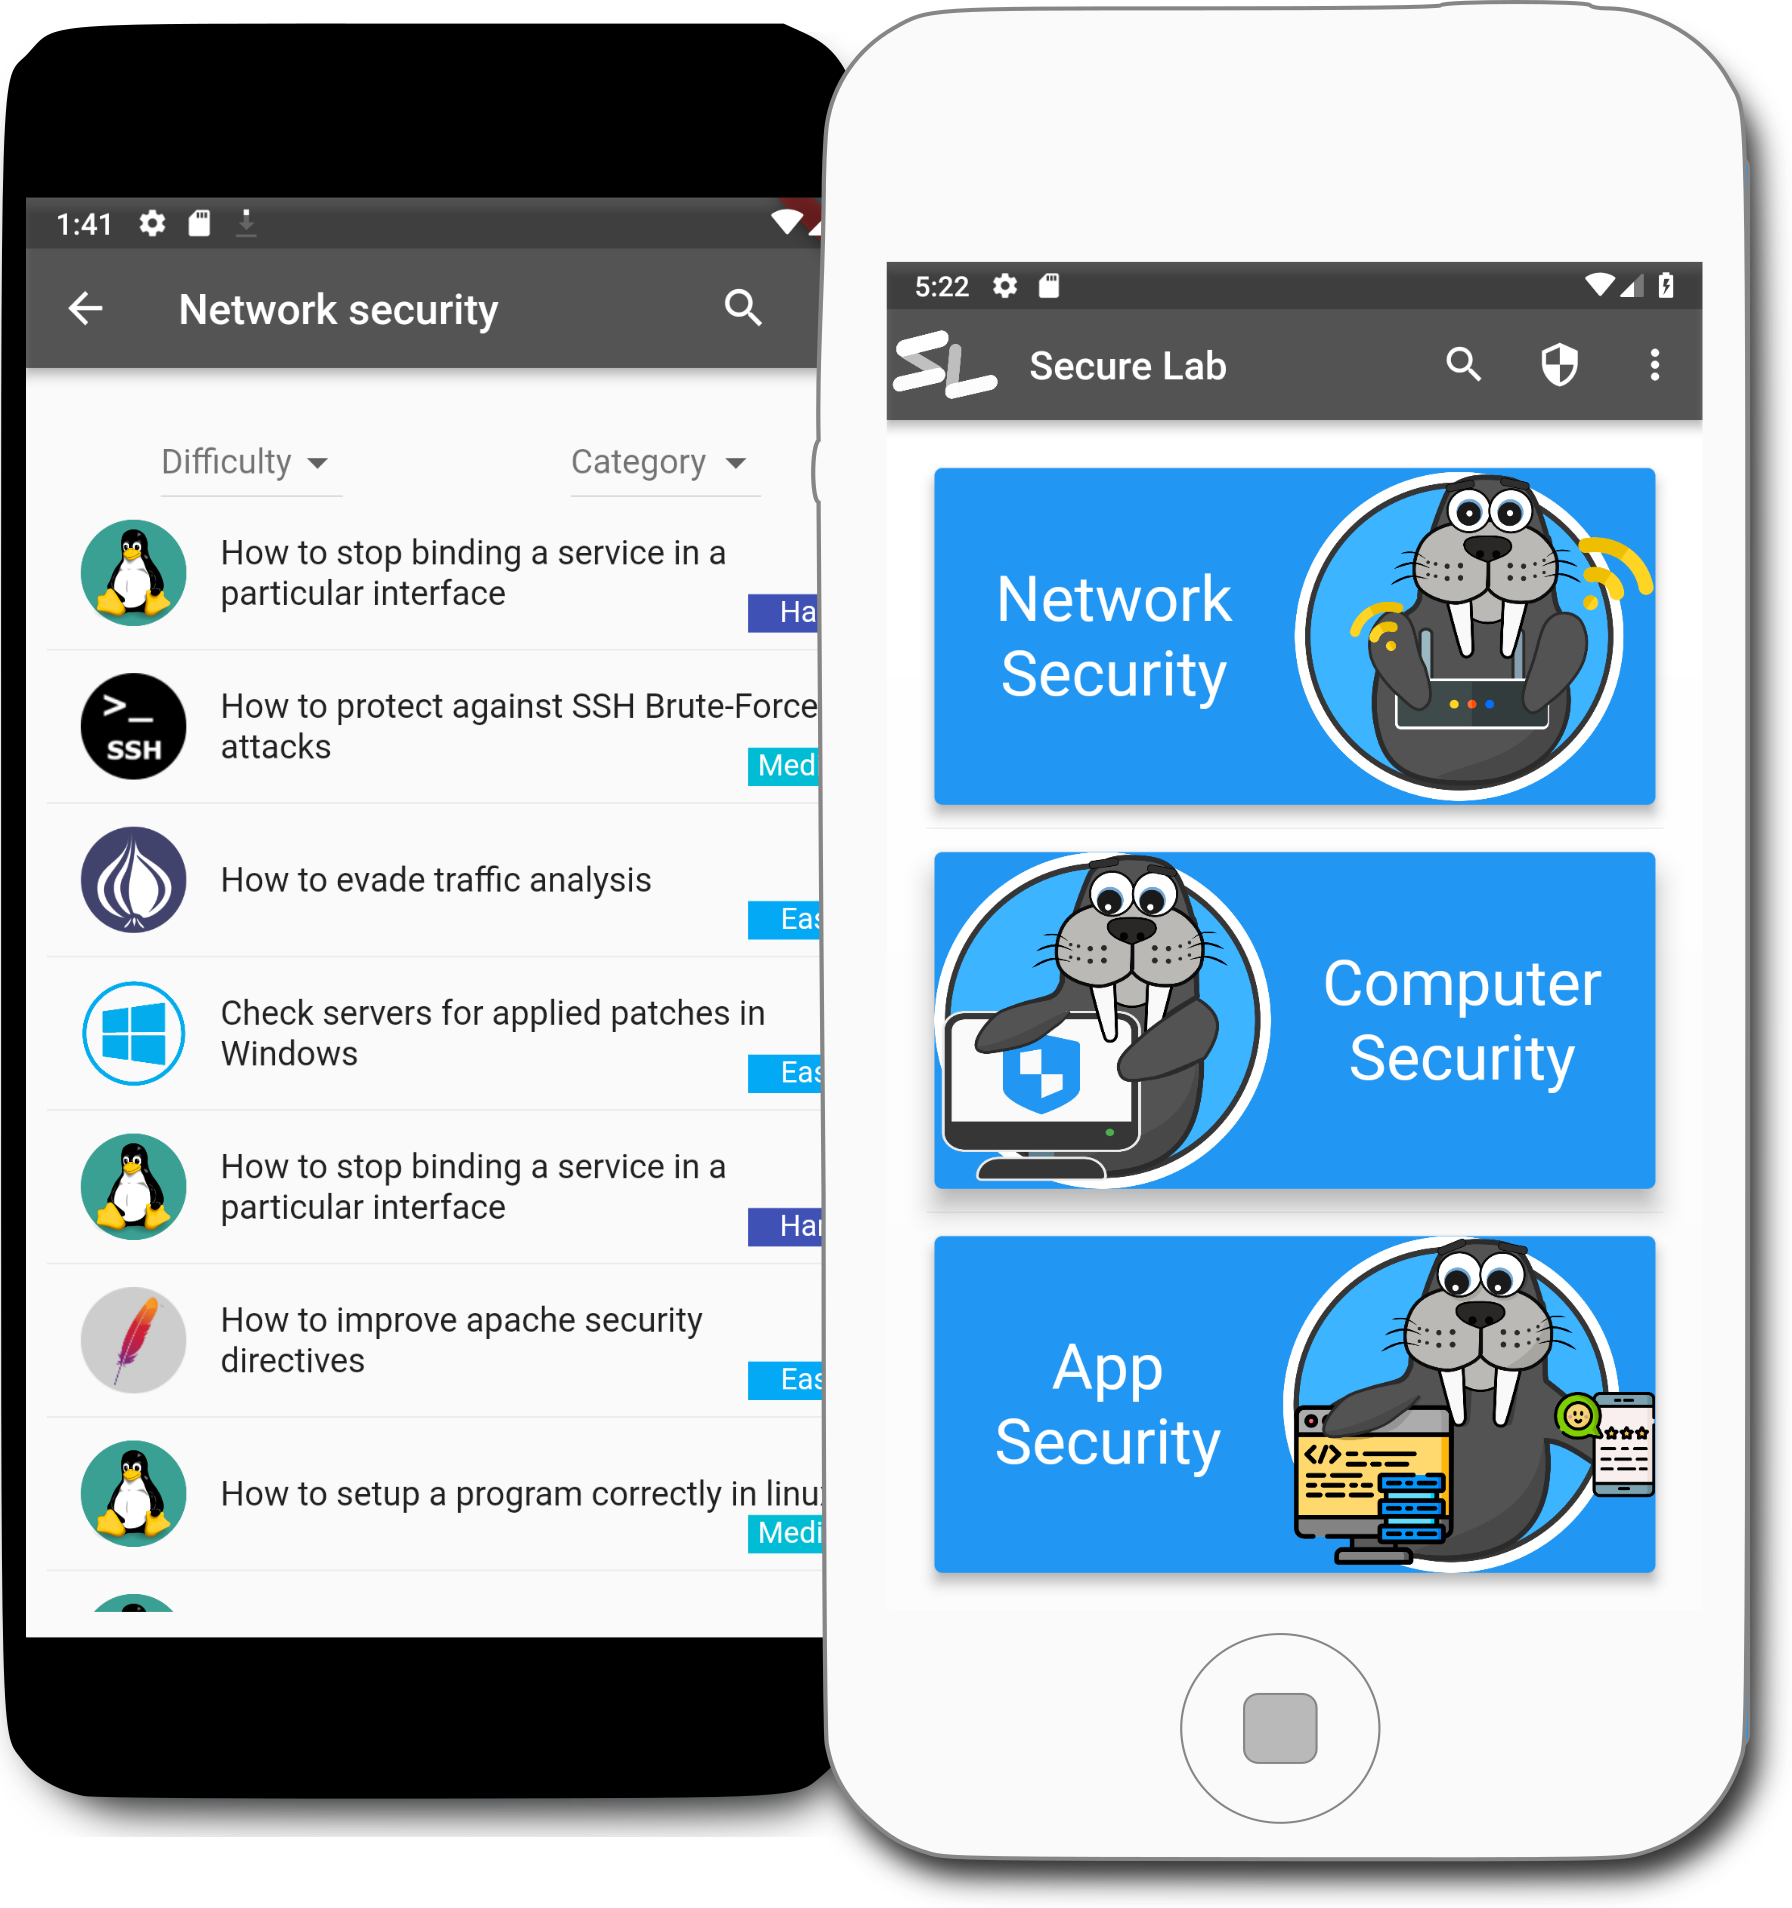 1:41
Network security
Difficulty
Category
How to stop binding a service in a
particular interface
Ha
>_
SSH
How to protect against SSH Brute-Force
attacks
Med
How to evade traffic analysis
Eas
Check servers for applied patches in
Windows
Eas
How to stop binding a service in a
particular interface
Har
How to improve apache security
directives
Eas
How to setup a program correctly in linu
Medi
5:22
SL
Secure Lab
Network
Security
Computer
Security
App
Security
</>